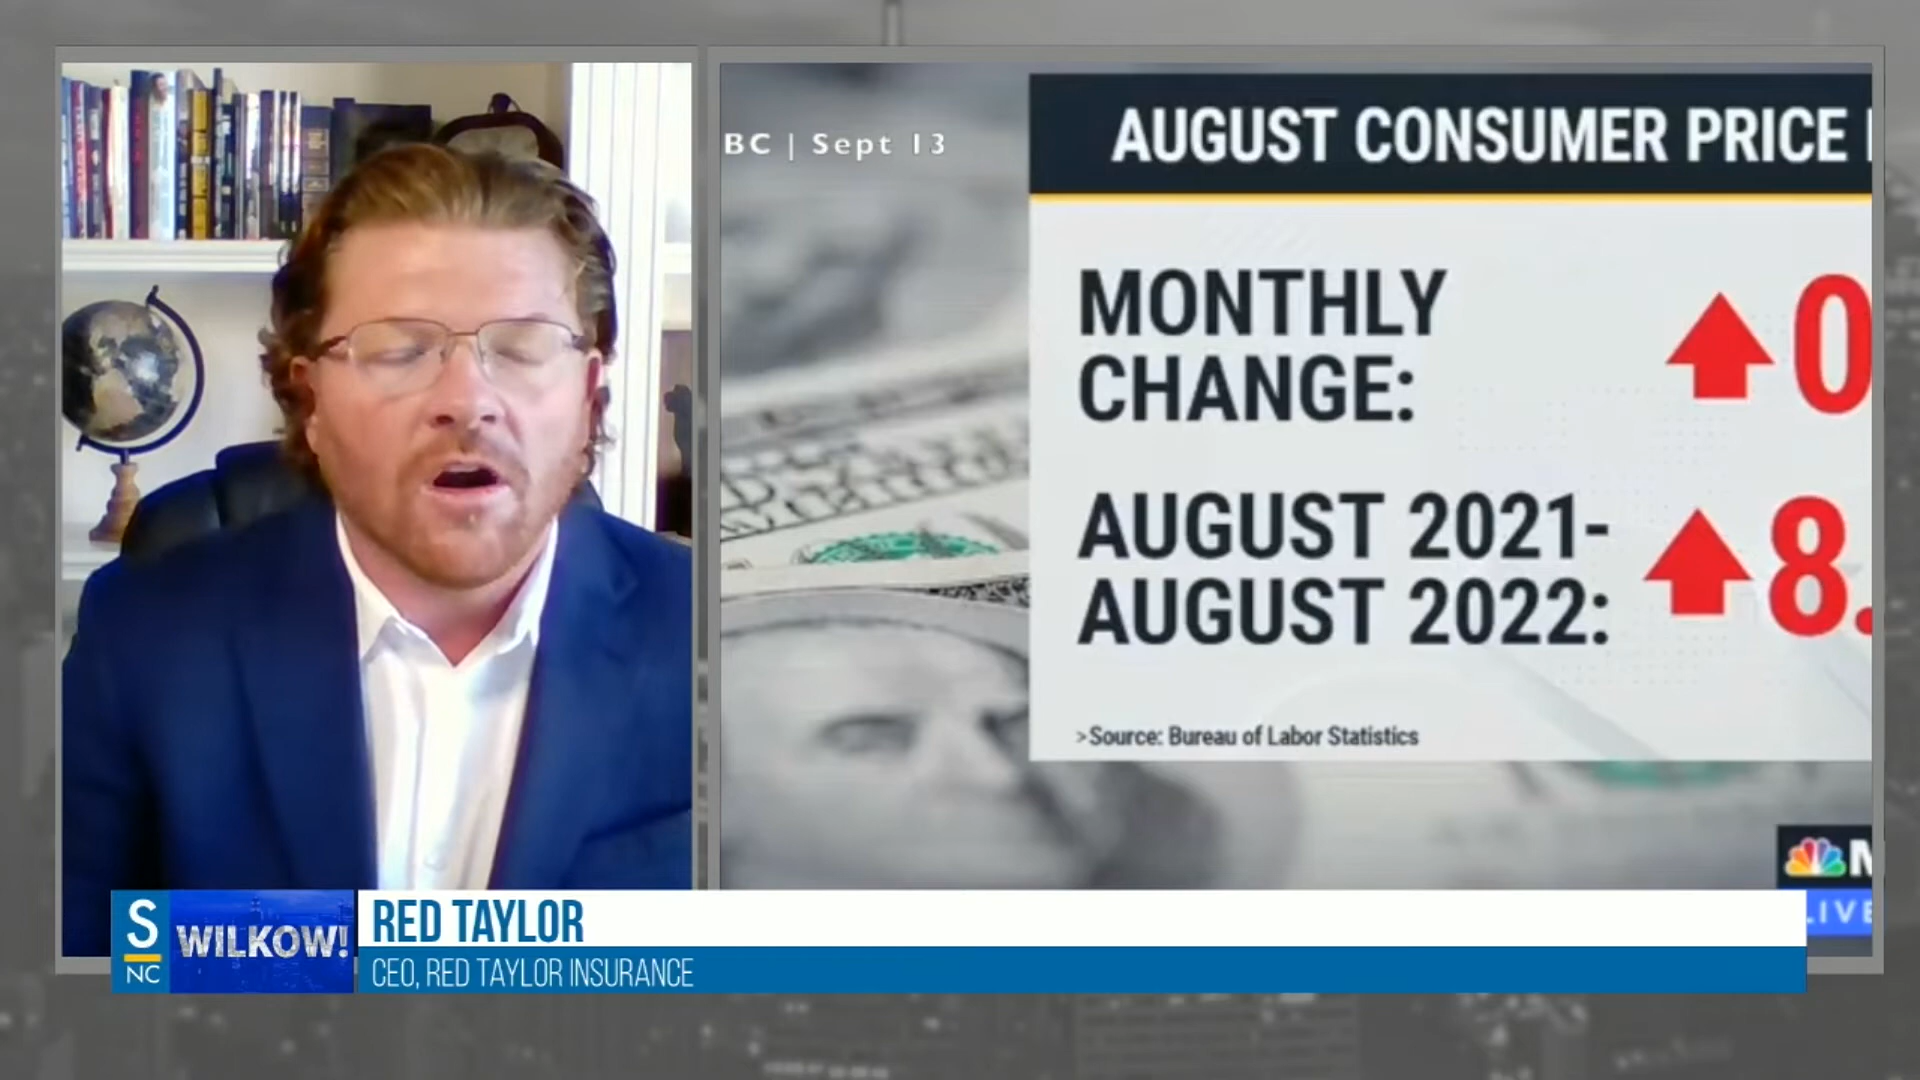 BC | Sept 13
AUGUST CONSUMER PRICE
MONTHLY
CHANGE:
0
AUGUST 2021-
AUGUST 2022:
8.
>Source: Bureau of Labor Statistics
LIVE
S
NC
WILKOW!
RED TAYLOR
CEO, RED TAYLOR INSURANCE